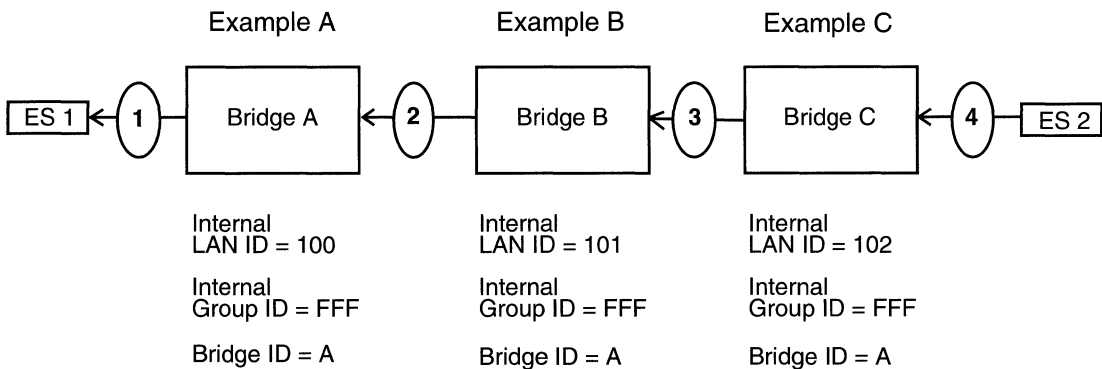 Example A
Example B
Example C
ES 1
1
Bridge A
2
Bridge B
3
Bridge C
4
ES 2
Internal
LAN ID = 100
Internal
Group ID = FFF
Bridge ID = A
Internal
LAN ID = 101
Internal
Group ID = FFF
Bridge ID = A
Internal
LAN ID = 102
Internal
Group ID = FFF
Bridge ID = A